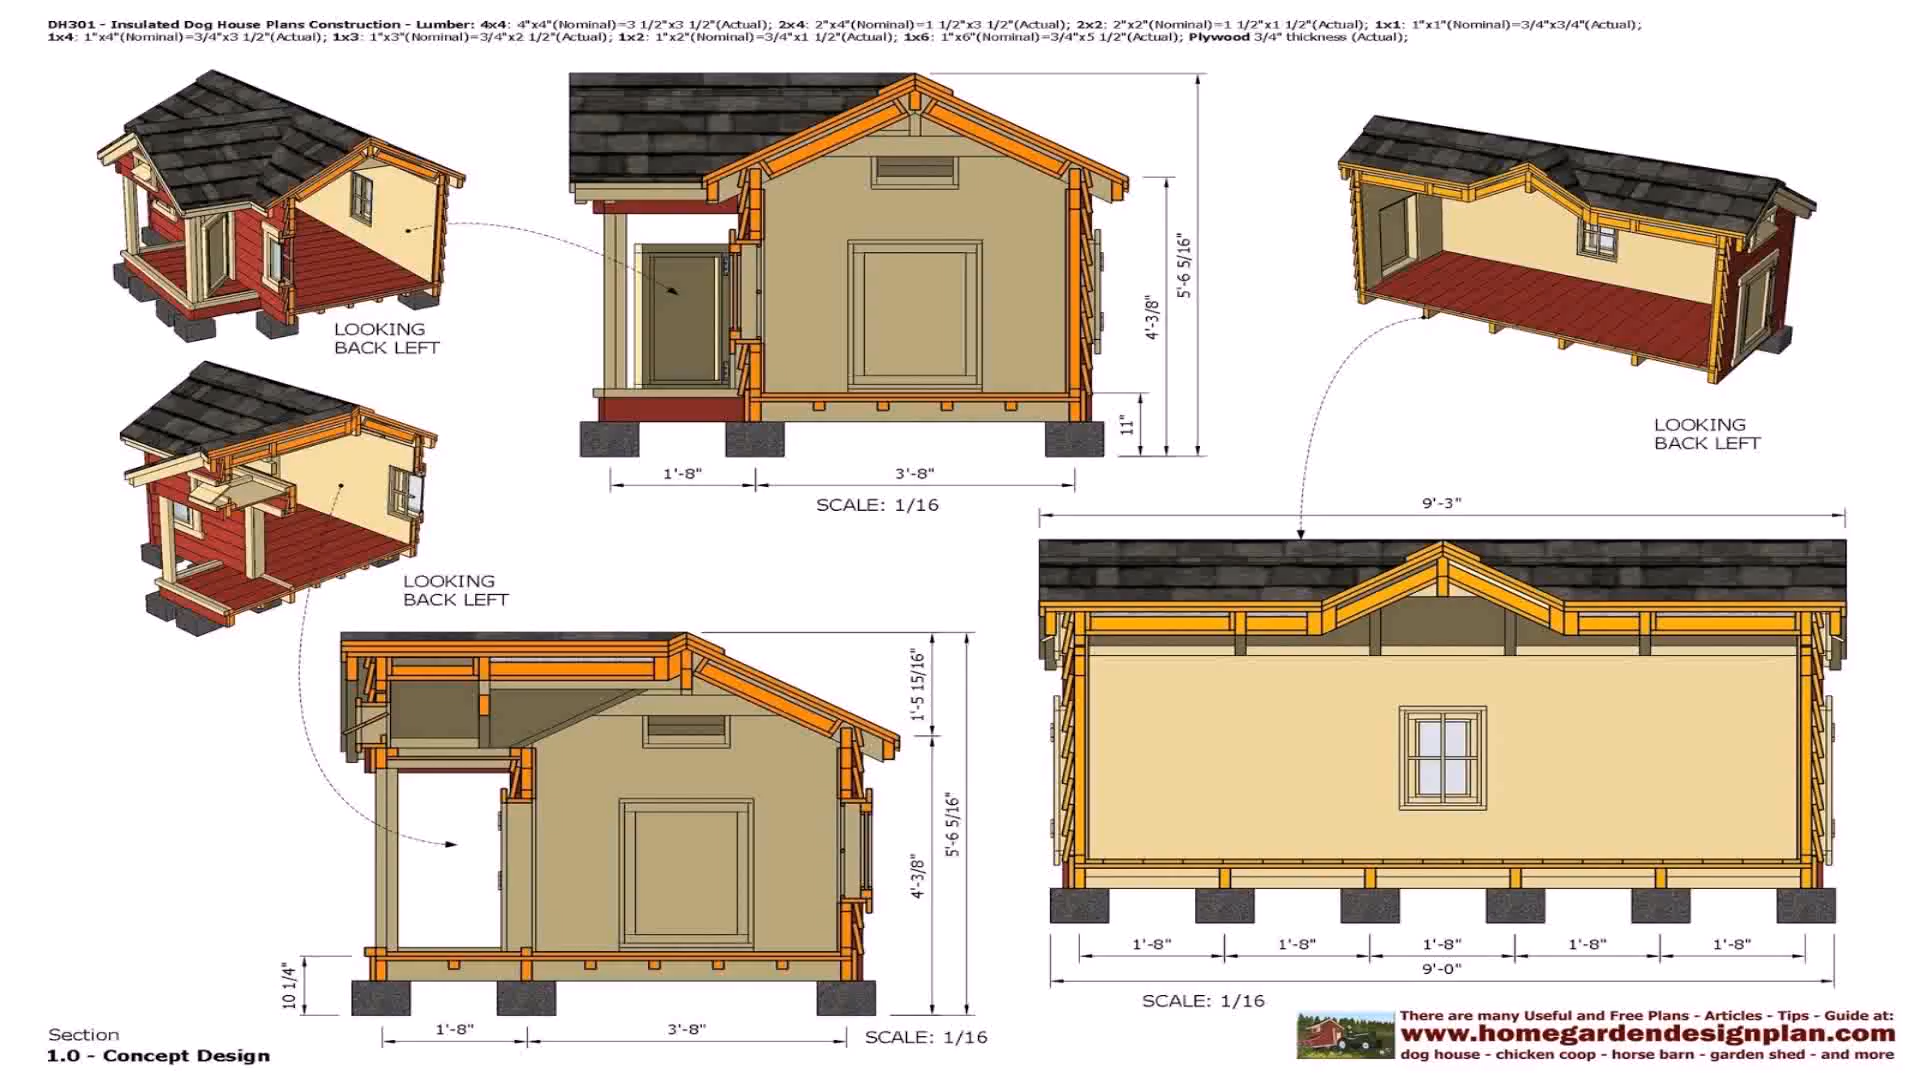 DH301 - Insulated Dog House Plans Construction - Lumber: 4x4: 4"x4"(Nominal)=3 1/2"x3 1/2"(Actual); 2x4: 2"x4"(Nominal)=1 1/2"x3 1/2"(Actual); 2x2: 2"x2"(Nominal)=1 1/2"x1 1/2"(Actual); 1x1: 1"x1"(Nominal)=3/4"x3/4"(Actual);
1x4: 1"x4"(Nominal)=3/4"x3 1/2"(Actual); 1x3: 1"x3"(Nominal)=3/4"x2 1/2"(Actual); 1x2: 1"x2"(Nominal)=3/4"x1 1/2"(Actual); 1x6: 1"x6"(Nominal)=3/4"x5 1/2"(Actual); Plywood 3/4" thickness (Actual);
LOOKING
BACK LEFT
5'-6 5/16"
4'-3/8"
11"
1'-8"
3'-8"
SCALE: 1/16
LOOKING
BACK LEFT
LOOKING
BACK LEFT
9'-3"
1'-5 15/16"
5'-6 5/16"
4'-3/8"
10 1/4"
1'-8"
3'-8"
SCALE: 1/16
1'-8"
1'-8"
1'-8"
1'-8"
1'-8"
9'-0"
SCALE: 1/16
Section
1.0 - Concept Design
There are many Useful and Free Plans - Articles - Tips - Guide at:
www.homegardendesignplan.com
dog house - chicken coop - horse barn - garden shed - and more